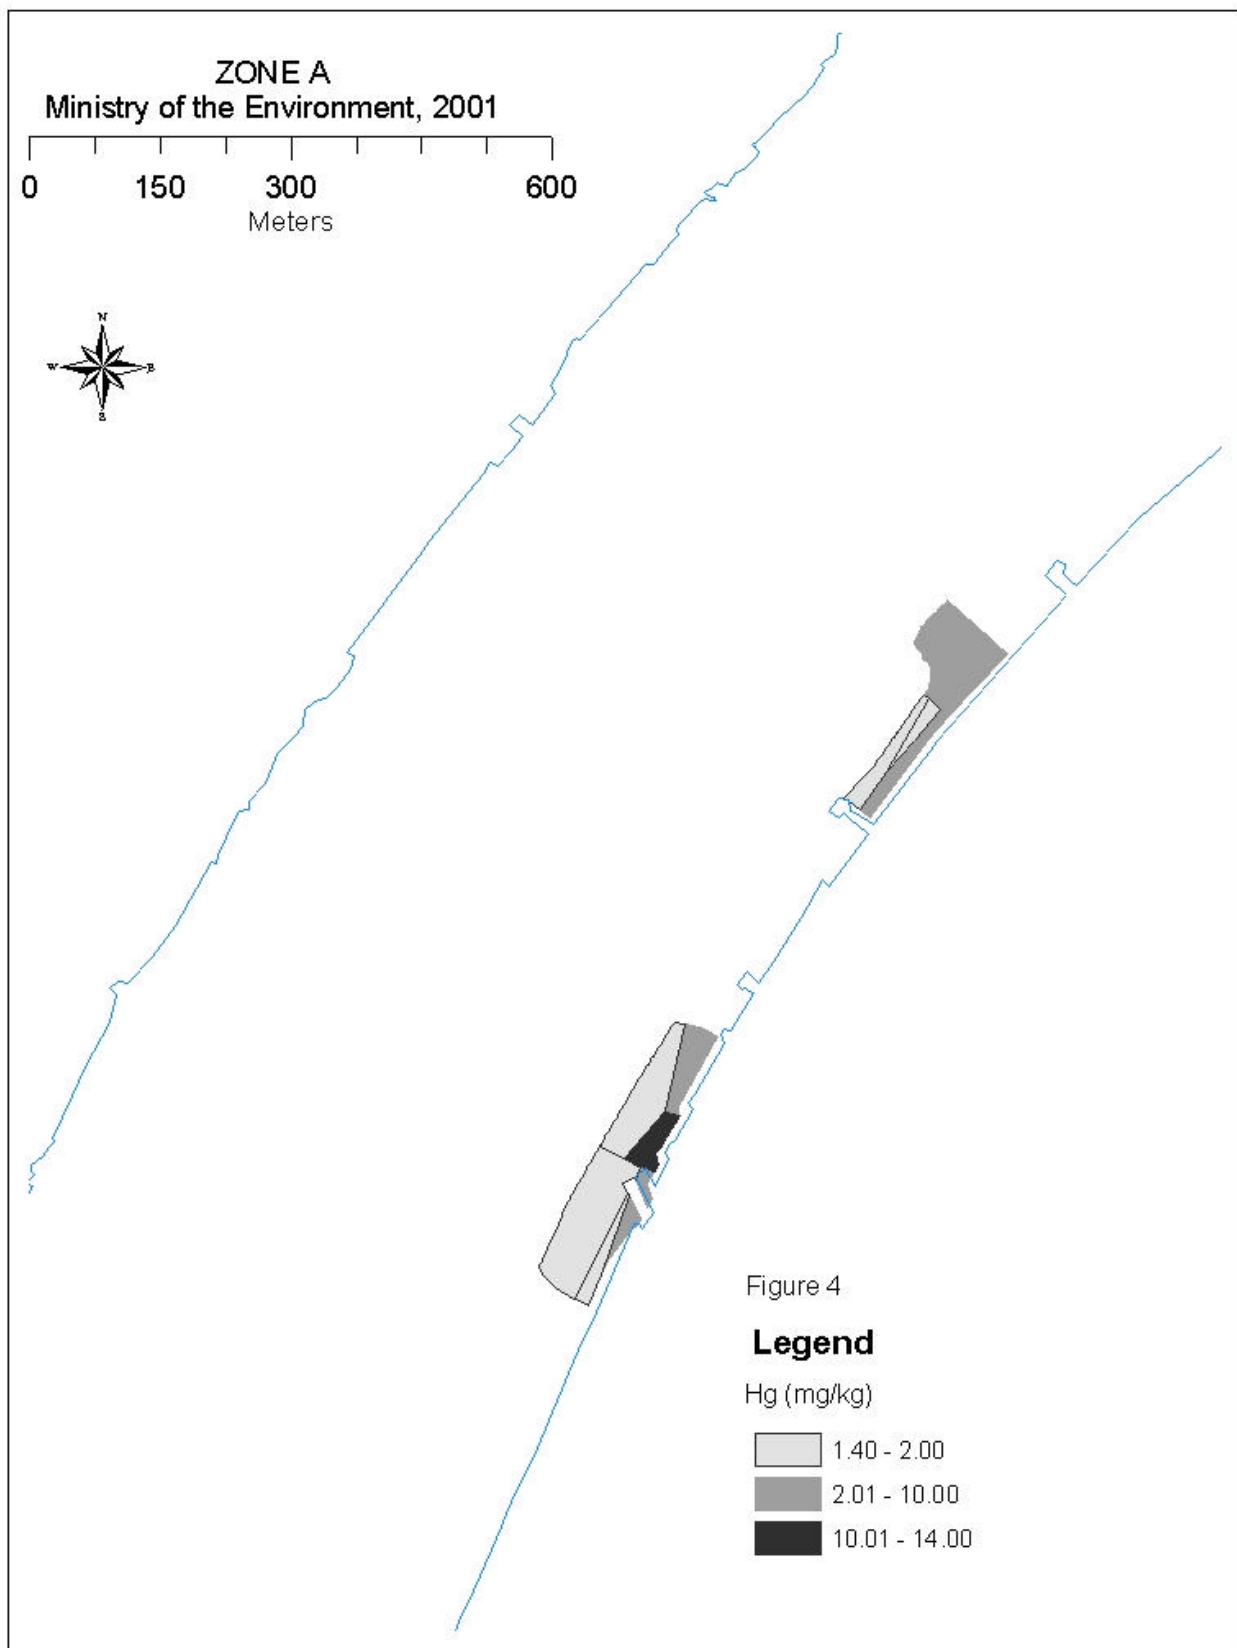 ZONE A
Ministry of the Environment, 2001
0 150 300 600
Meters
N
W E
S
Figure 4
Legend
Hg (mg/kg)
1.40 - 2.00
2.01 - 10.00
10.01 - 14.00